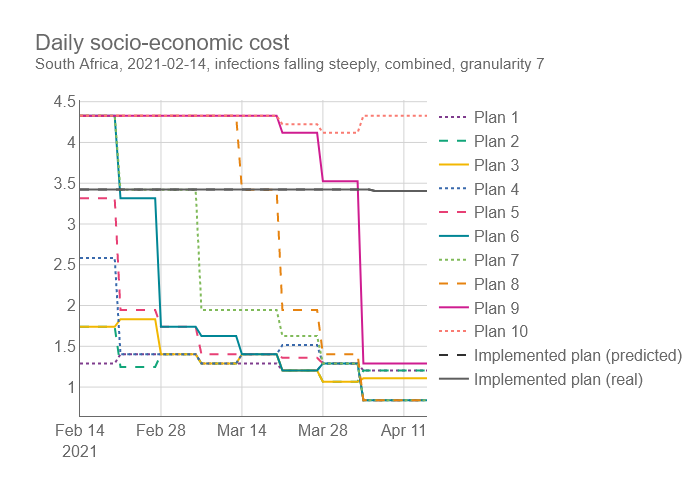 Daily socio-economic cost
South Africa, 2021-02-14, infections falling steeply, combined, granularity 7
4.5
4
3.5
3
2.5
2
1.5
1
Feb 14
2021
Feb 28
Mar 14
Mar 28
Apr 11
Plan 1
Plan 2
Plan 3
Plan 4
Plan 5
Plan 6
Plan 7
Plan 8
Plan 9
Plan 10
Implemented plan (predicted)
Implemented plan (real)